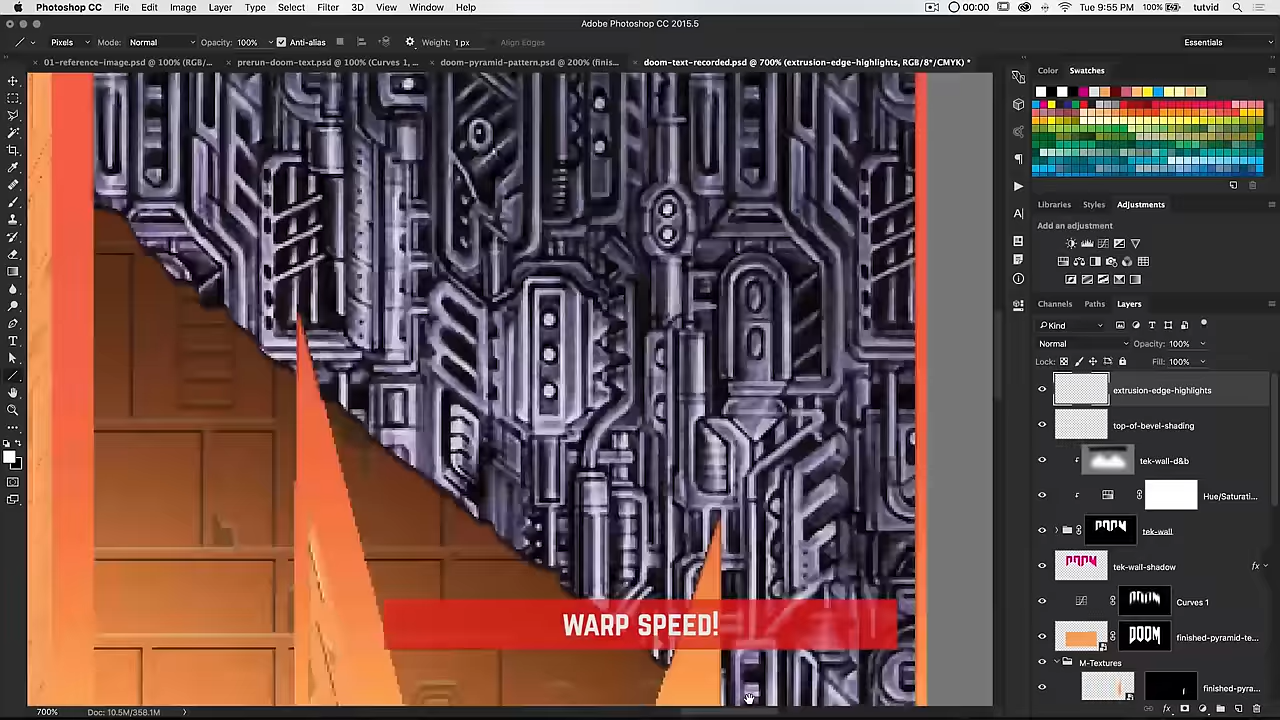 Photoshop CC File Edit Image Layer Type Select Filter 3D View Window Help 00:00 Tue 9:55 PM 100% tutvid
Adobe Photoshop CC 2015.5
Pixels Mode: Normal Opacity: 100% Anti-alias Weight: 1 px Align Edges Essentials
× 01-reference-image.psd @ 100% (RGB/... × prerun-doom-text.psd @ 100% (Curves 1, ... × doom-pyramid-pattern.psd @ 200% (finis... × doom-text-recorded.psd @ 700% (extrusion-edge-highlights, RGB/8*/CMYK) *
Color Swatches
Libraries Styles Adjustments
Add an adjustment
Channels Paths Layers
Kind
Normal Opacity: 100%
Lock: Fill: 100%
extrusion-edge-highlights
top-of-bevel-shading
tek-wall-d&b
Hue/Saturati...
tek-wall
tek-wall-shadow fx
Curves 1
finished-pyramid-te...
M-Textures
finished-pyra...
WARP SPEED!
700% Doc: 10.5M/358.1M